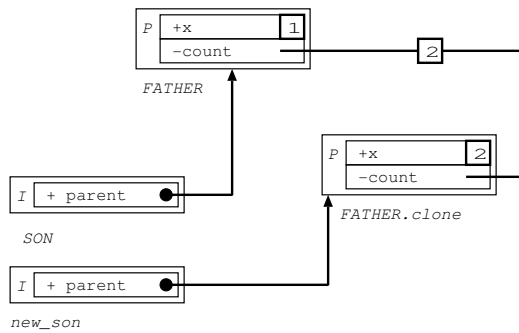 P +x 1
-count 2
FATHER
P +x 2
-count
FATHER.clone
I + parent
SON
I + parent
new_son